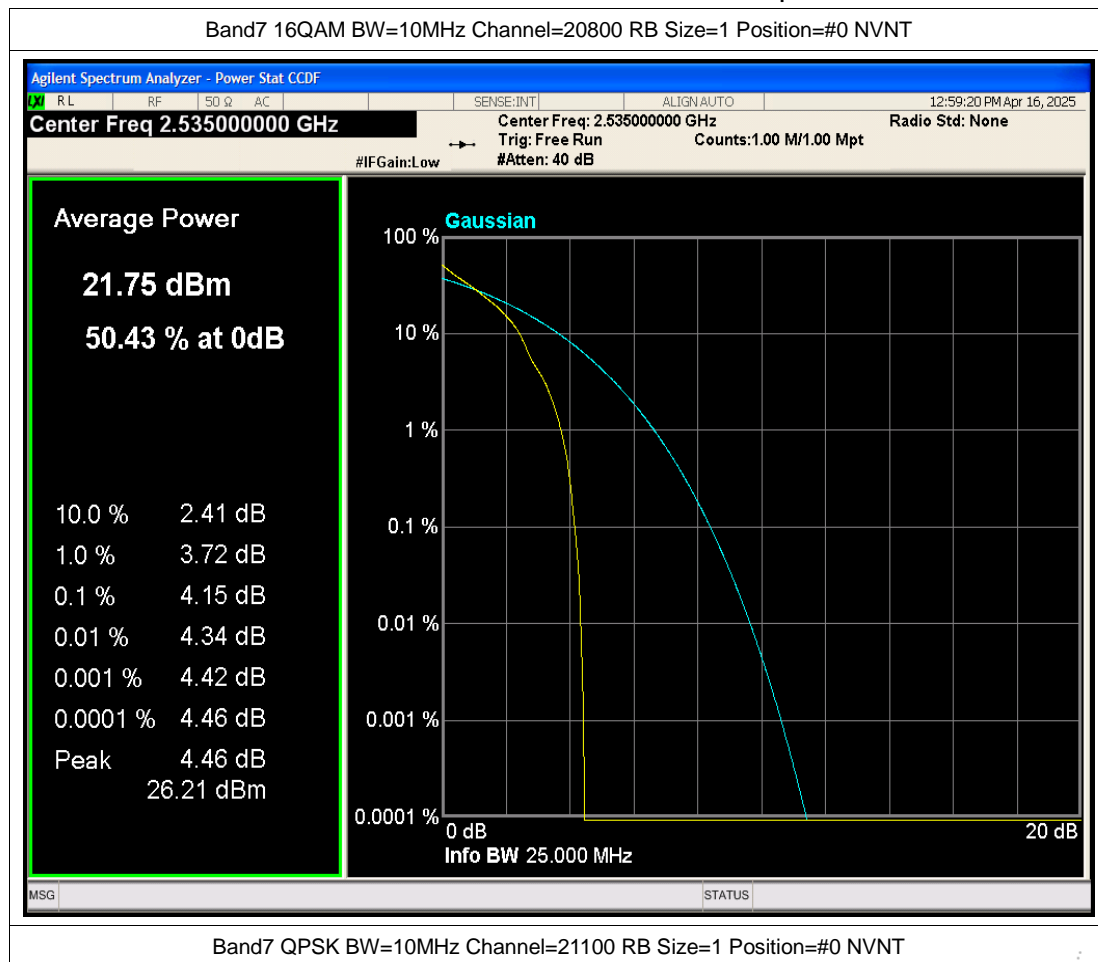 Band7 16QAM BW=10MHz Channel=20800 RB Size=1 Position=#0 NVNT
Agilent Spectrum Analyzer - Power Stat CCDF
LXI RL RF 50 Ω AC SENSE:INT ALIGN AUTO 12:59:20 PM Apr 16, 2025
Center Freq 2.535000000 GHz Center Freq: 2.535000000 GHz Radio Std: None
Trig: Free Run Counts:1.00 M/1.00 Mpt
#IFGain:Low #Atten: 40 dB
Average Power
21.75 dBm
50.43 % at 0dB
10.0 % 2.41 dB
1.0 % 3.72 dB
0.1 % 4.15 dB
0.01 % 4.34 dB
0.001 % 4.42 dB
0.0001 % 4.46 dB
Peak 4.46 dB
26.21 dBm
Gaussian
100 %
10 %
1 %
0.1 %
0.01 %
0.001 %
0.0001 %
0 dB 20 dB
Info BW 25.000 MHz
MSG STATUS
Band7 QPSK BW=10MHz Channel=21100 RB Size=1 Position=#0 NVNT